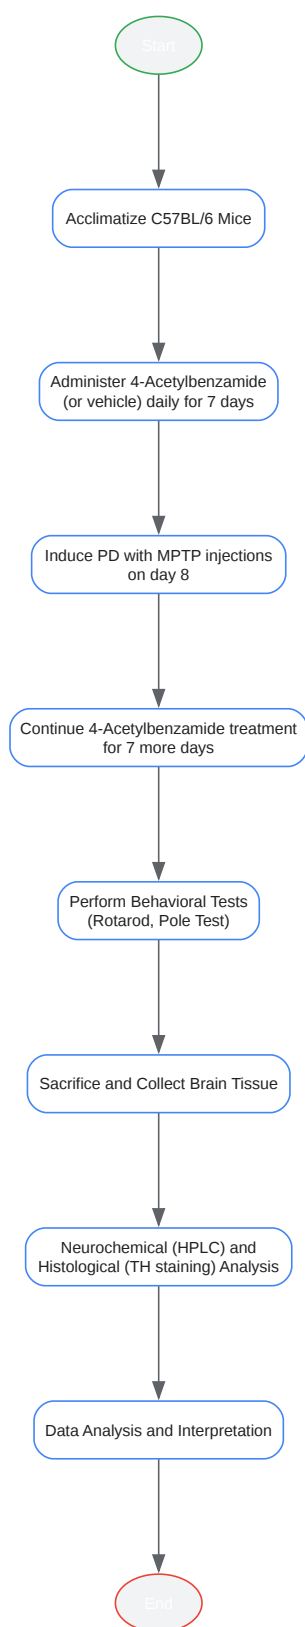 Start
Acclimatize C57BL/6 Mice
Administer 4-Acetylbenzamide
(or vehicle) daily for 7 days
Induce PD with MPTP injections
on day 8
Continue 4-Acetylbenzamide treatment
for 7 more days
Perform Behavioral Tests
(Rotarod, Pole Test)
Sacrifice and Collect Brain Tissue
Neurochemical (HPLC) and
Histological (TH staining) Analysis
Data Analysis and Interpretation
End